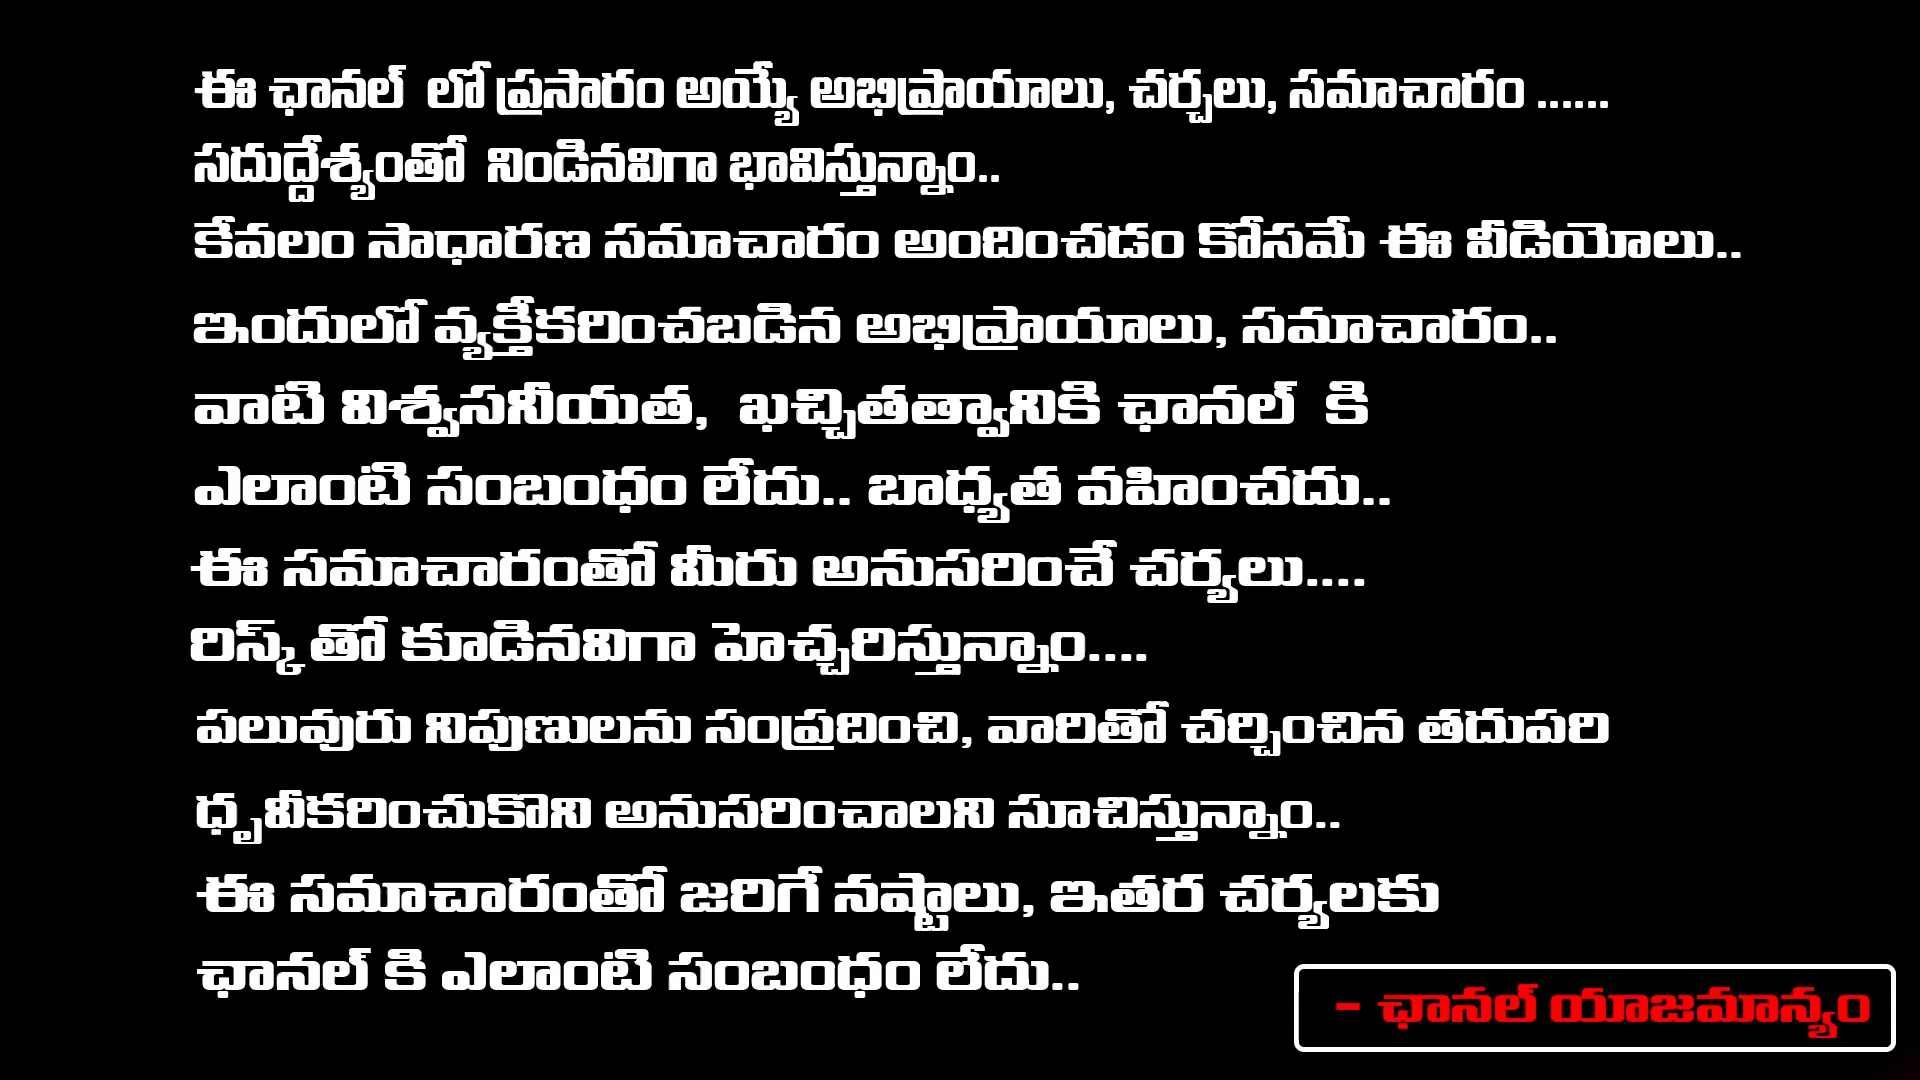 ఈ ఛానల్ లో ప్రసారం అయ్యే అభిప్రాయాలు, చర్చలు, సమాచారం ......
సదుద్దేశ్యంతో నిండినవిగా భావిస్తున్నాం..
కేవలం సాధారణ సమాచారం అందించడం కోసమే ఈ వీడియోలు..
ఇందులో వ్యక్తీకరించబడిన అభిప్రాయాలు, సమాచారం..
వాటి విశ్వసనీయత, ఖచ్చితత్వానికి ఛానల్ కి
ఎలాంటి సంబంధం లేదు.. బాధ్యత వహించదు..
ఈ సమాచారంతో మీరు అనుసరించే చర్యలు....
రిస్క్ తో కూడినవిగా హెచ్చరిస్తున్నాం....
పలువురు నిపుణులను సంప్రదించి, వారితో చర్చించిన తదుపరి
ధృవీకరించుకొని అనుసరించాలని సూచిస్తున్నాం..
ఈ సమాచారంతో జరిగే నష్టాలు, ఇతర చర్యలకు
ఛానల్ కి ఎలాంటి సంబంధం లేదు..
- ఛానల్ యాజమాన్యం